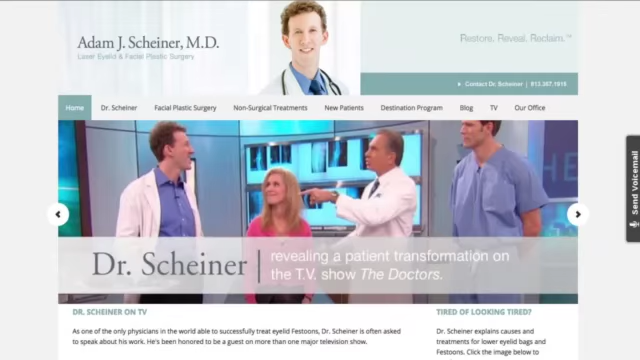 Adam J. Scheiner, M.D.
Laser Eyelid & Facial Plastic Surgery
Restore. Reveal. Reclaim.™
Contact Dr. Scheiner | 813.367.1915
Home Dr. Scheiner Facial Plastic Surgery Non-Surgical Treatments New Patients Destination Program Blog TV Our Office
Send Voicemail
Dr. Scheiner
revealing a patient transformation on
the T.V. show The Doctors.
DR. SCHEINER ON TV
As one of the only physicians in the world able to successfully treat eyelid Festoons, Dr. Scheiner is often asked
to speak about his work. He's been honored to be a guest on more than one major television show.
TIRED OF LOOKING TIRED?
Dr. Scheiner explains causes and
treatments for lower eyelid bags and
Festoons. Click the image below to